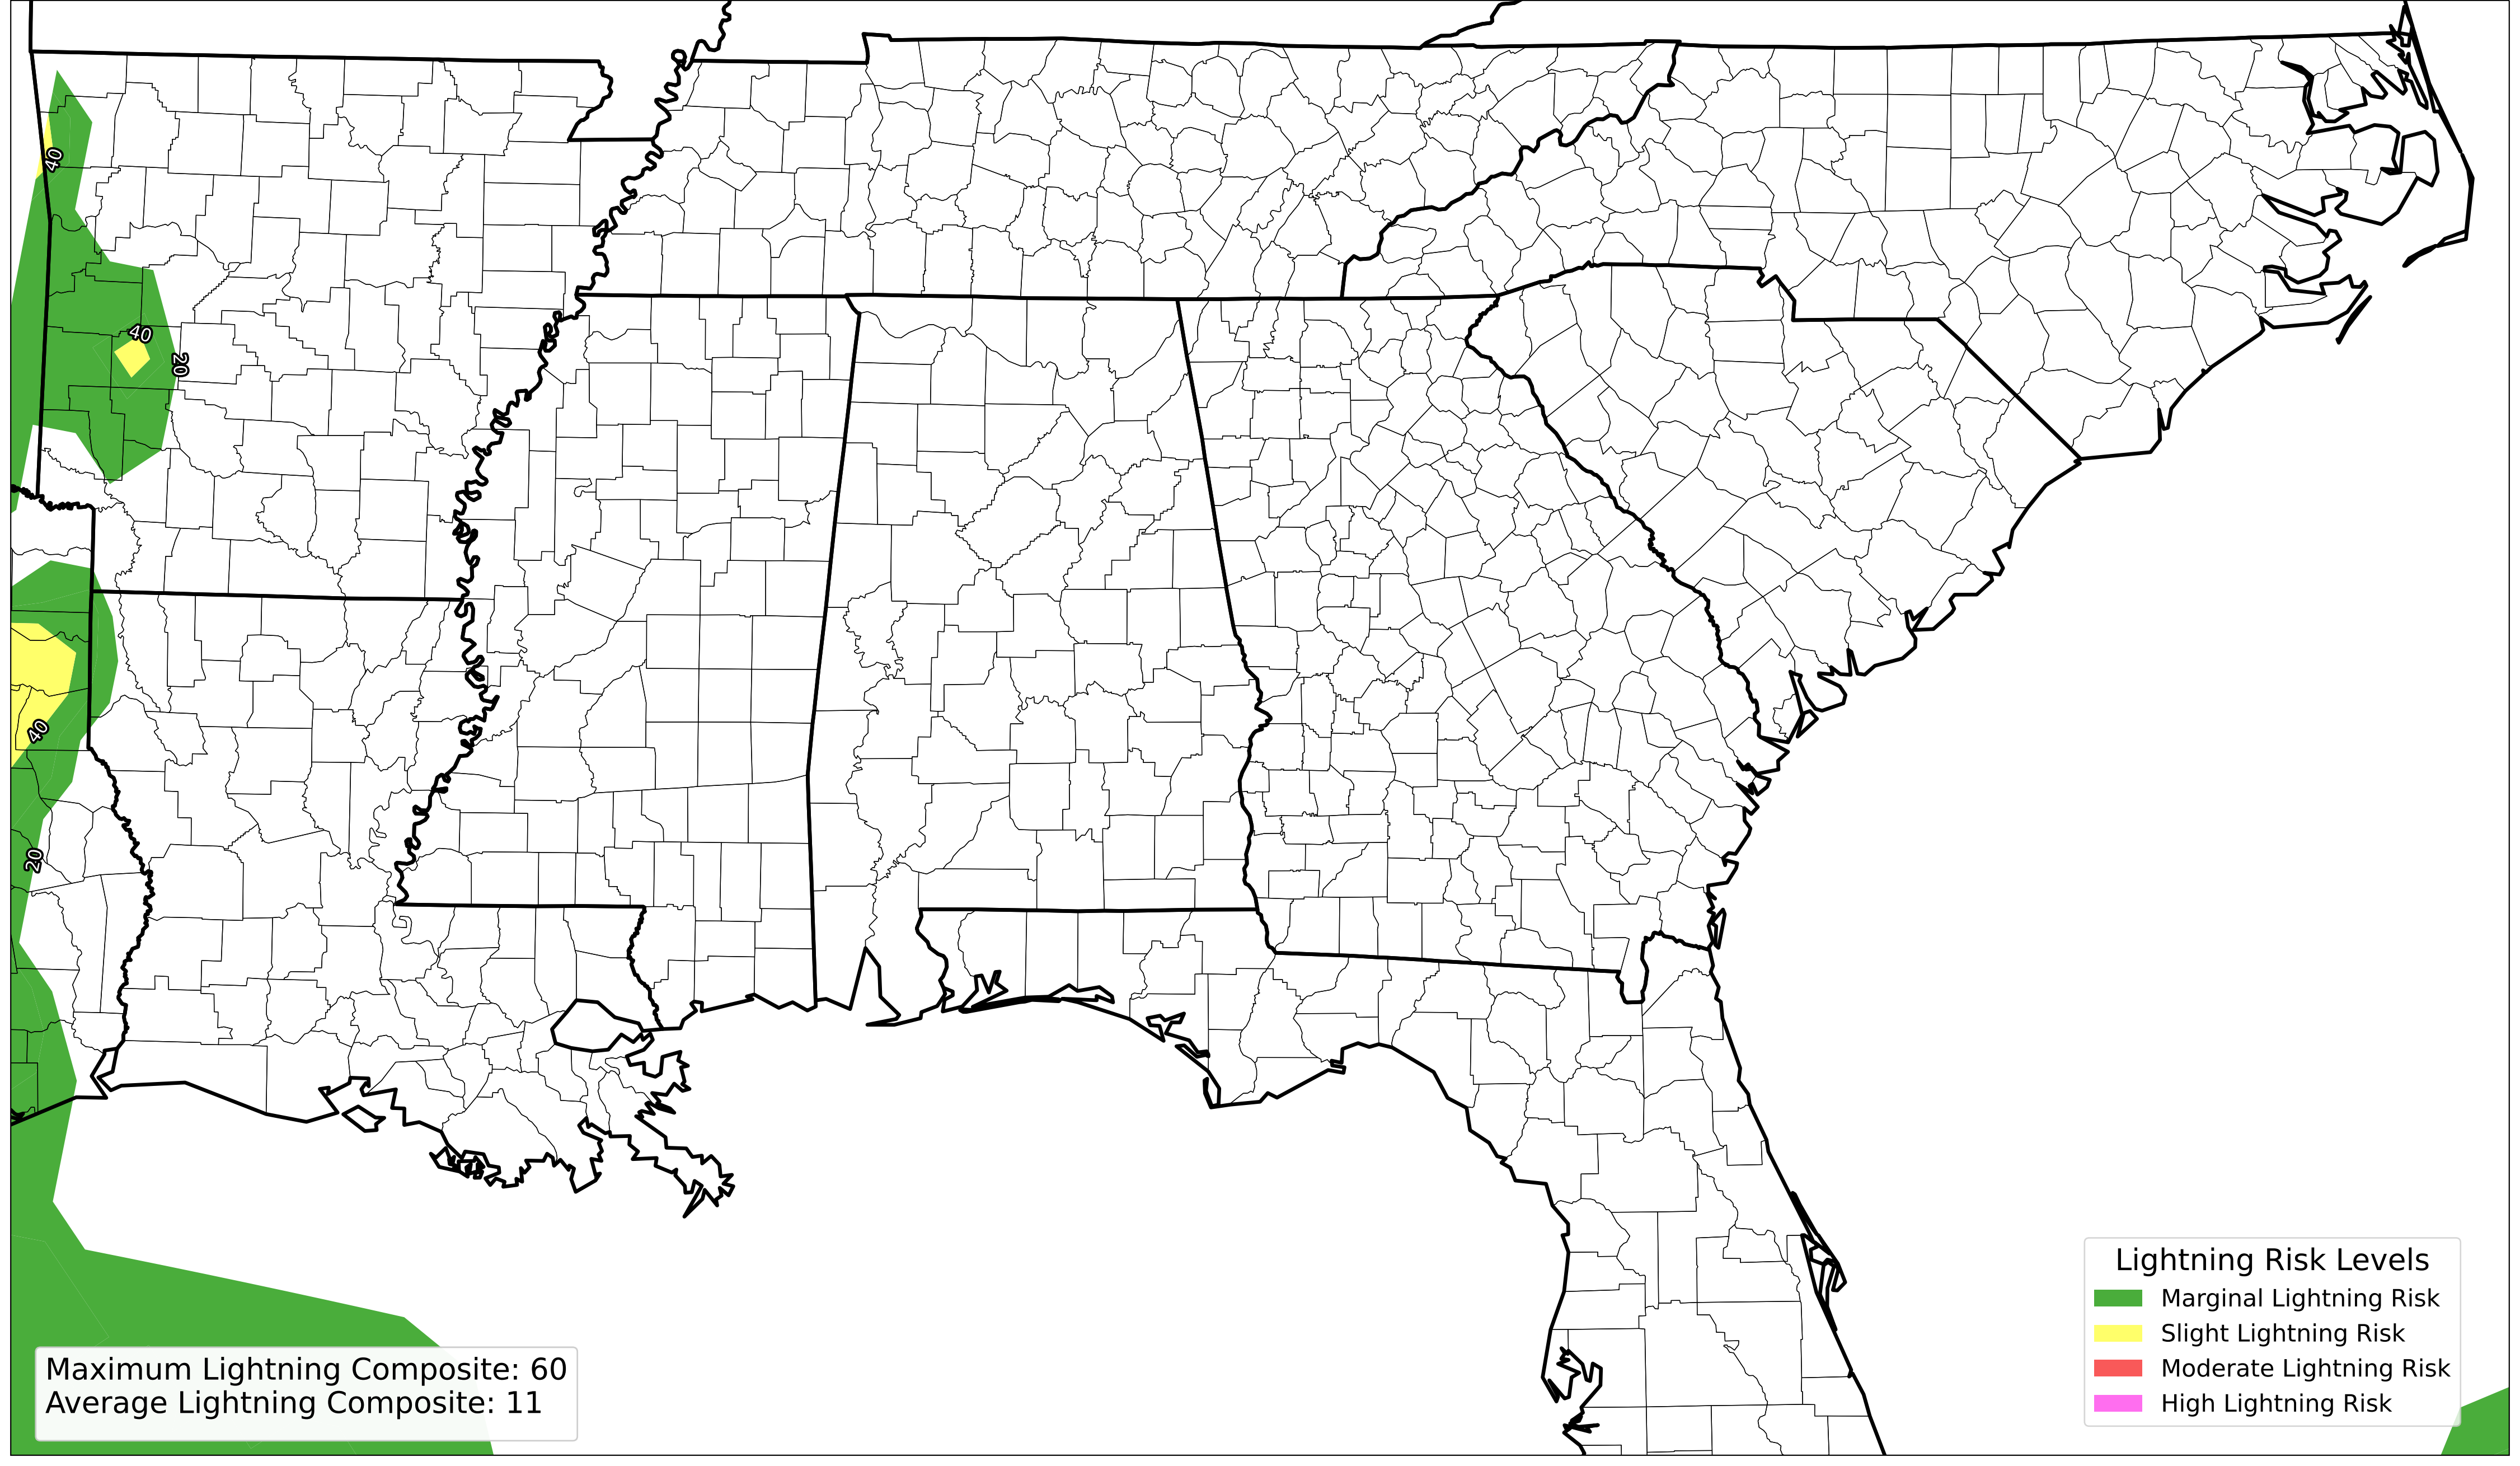 40
40
20
40
20
Maximum Lightning Composite: 60
Average Lightning Composite: 11
Lightning Risk Levels
Marginal Lightning Risk
Slight Lightning Risk
Moderate Lightning Risk
High Lightning Risk